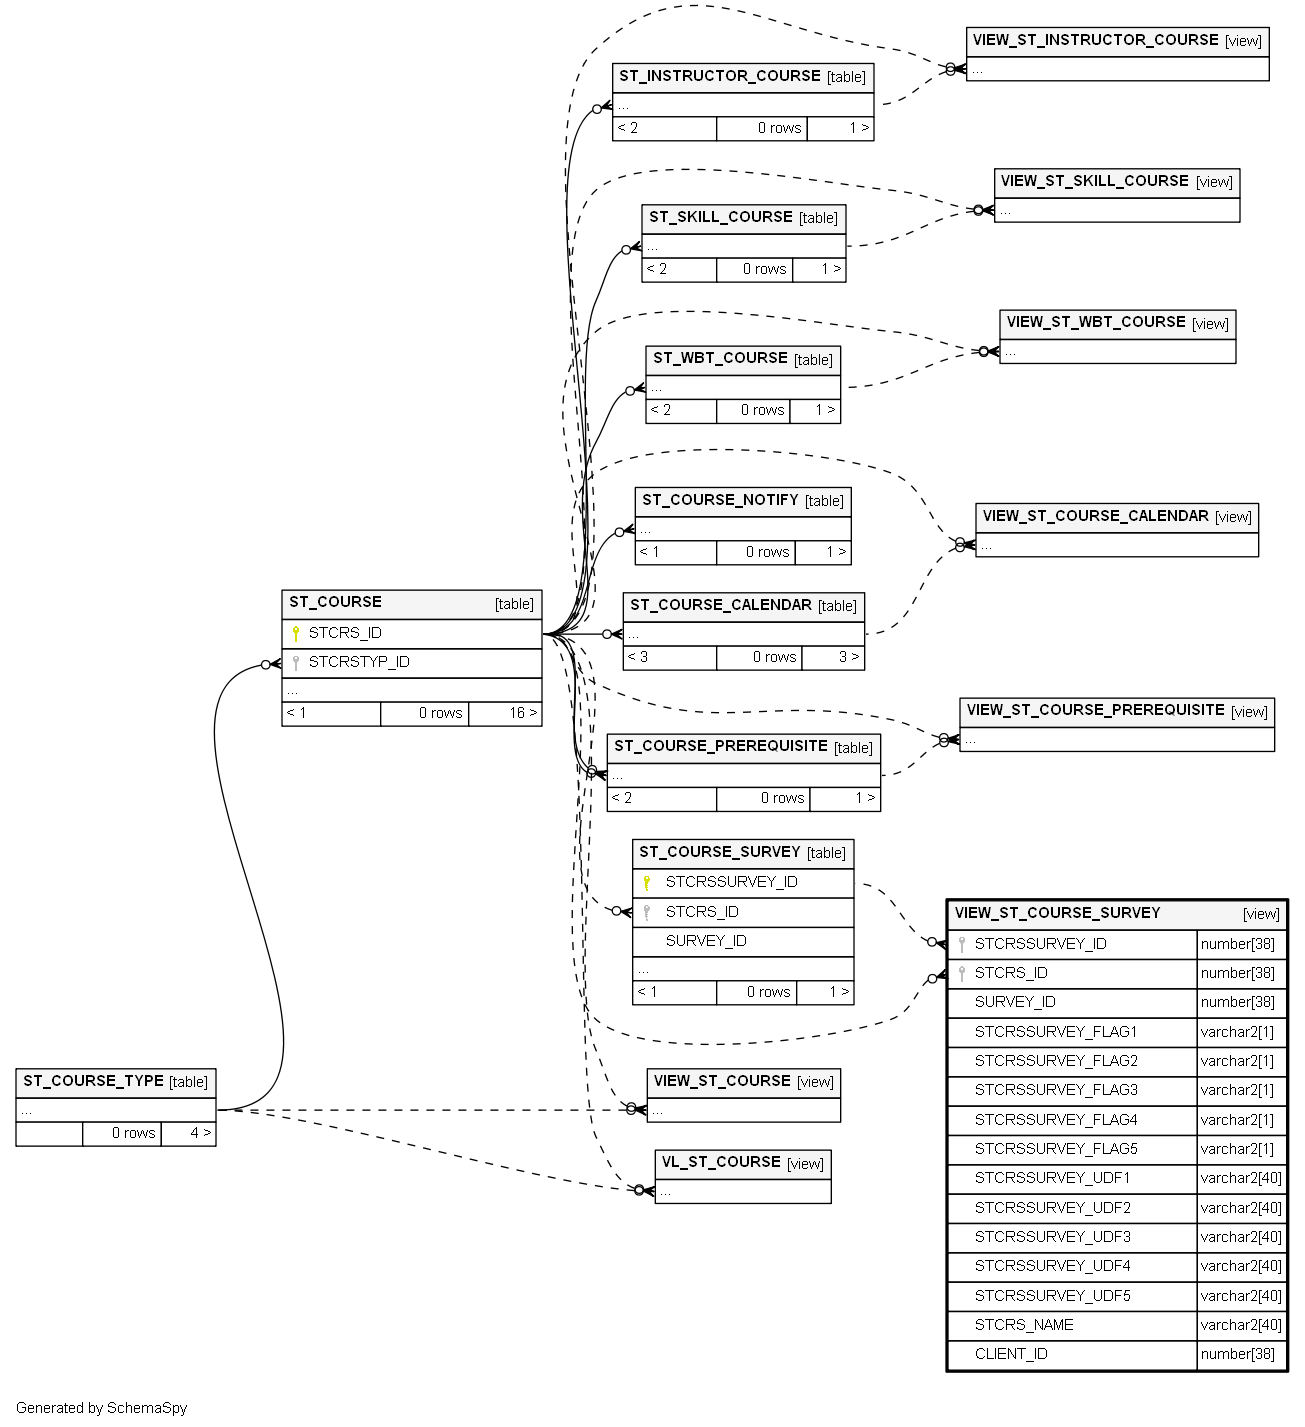 VIEW_ST_INSTRUCTOR_COURSE [view]
...
ST_INSTRUCTOR_COURSE [table]
...
< 2 0 rows 1 >
VIEW_ST_SKILL_COURSE [view]
...
ST_SKILL_COURSE [table]
...
< 2 0 rows 1 >
VIEW_ST_WBT_COURSE [view]
...
ST_WBT_COURSE [table]
...
< 2 0 rows 1 >
ST_COURSE_NOTIFY [table]
...
< 1 0 rows 1 >
VIEW_ST_COURSE_CALENDAR [view]
...
ST_COURSE [table]
STCRS_ID
STCRSTYP_ID
...
< 1 0 rows 16 >
ST_COURSE_CALENDAR [table]
...
< 3 0 rows 3 >
VIEW_ST_COURSE_PREREQUISITE [view]
...
ST_COURSE_PREREQUISITE [table]
...
< 2 0 rows 1 >
ST_COURSE_SURVEY [table]
STCRSSURVEY_ID
STCRS_ID
SURVEY_ID
...
< 1 0 rows 1 >
VIEW_ST_COURSE_SURVEY [view]
STCRSSURVEY_ID number[38]
STCRS_ID number[38]
SURVEY_ID number[38]
STCRSSURVEY_FLAG1 varchar2[1]
STCRSSURVEY_FLAG2 varchar2[1]
STCRSSURVEY_FLAG3 varchar2[1]
STCRSSURVEY_FLAG4 varchar2[1]
STCRSSURVEY_FLAG5 varchar2[1]
STCRSSURVEY_UDF1 varchar2[40]
STCRSSURVEY_UDF2 varchar2[40]
STCRSSURVEY_UDF3 varchar2[40]
STCRSSURVEY_UDF4 varchar2[40]
STCRSSURVEY_UDF5 varchar2[40]
STCRS_NAME varchar2[40]
CLIENT_ID number[38]
ST_COURSE_TYPE [table]
...
0 rows 4 >
VIEW_ST_COURSE [view]
...
VL_ST_COURSE [view]
...
Generated by SchemaSpy